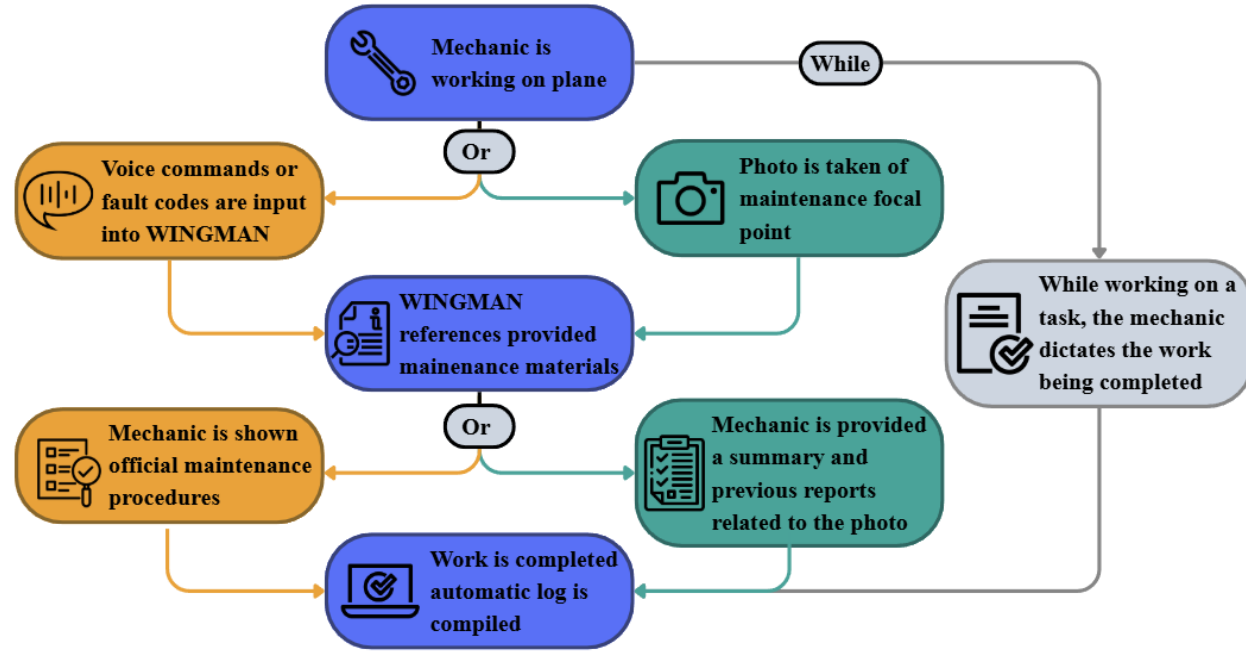 Mechanic is
working on plane
While
Or
Voice commands or
fault codes are input
into WINGMAN
Photo is taken of
maintenance focal
point
WINGMAN
references provided
mainenance materials
While working on a
task, the mechanic
dictates the work
being completed
Or
Mechanic is shown
official maintenance
procedures
Mechanic is provided
a summary and
previous reports
related to the photo
Work is completed
automatic log is
compiled